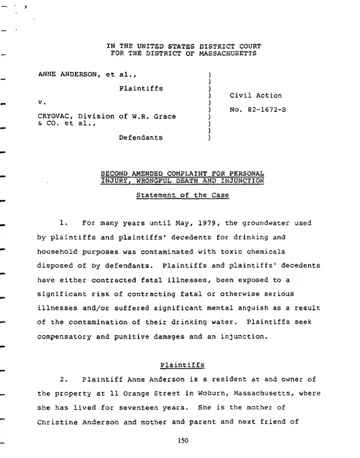 IN THE UNITED STATES DISTRICT COURT
FOR THE DISTRICT OF MASSACHUSETTS
ANNE ANDERSON, et al., )
Plaintiffs )
) Civil Action
v. )
) No. 82-1672-S
CRYOVAC, Division of W.R. Grace )
& CO. et al., )
)
Defendants )
SECOND AMENDED COMPLAINT FOR PERSONAL
INJURY, WRONGFUL DEATH AND INJUNCTION
Statement of the Case
1. For many years until May, 1979, the groundwater used
by plaintiffs and plaintiffs' decedents for drinking and
household purposes was contaminated with toxic chemicals
disposed of by defendants. Plaintiffs and plaintiffs' decedents
have either contracted fatal illnesses, been exposed to a
significant risk of contracting fatal or otherwise serious
illnesses and/or suffered significant mental anguish as a result
of the contamination of their drinking water. Plaintiffs seek
compensatory and punitive damages and an injunction.
Plaintiffs
2. Plaintiff Anne Anderson is a resident at and owner of
the property at 11 Orange Street in Woburn, Massachusetts, where
she has lived for seventeen years. She is the mother of
Christine Anderson and mother and parent and next friend of
150